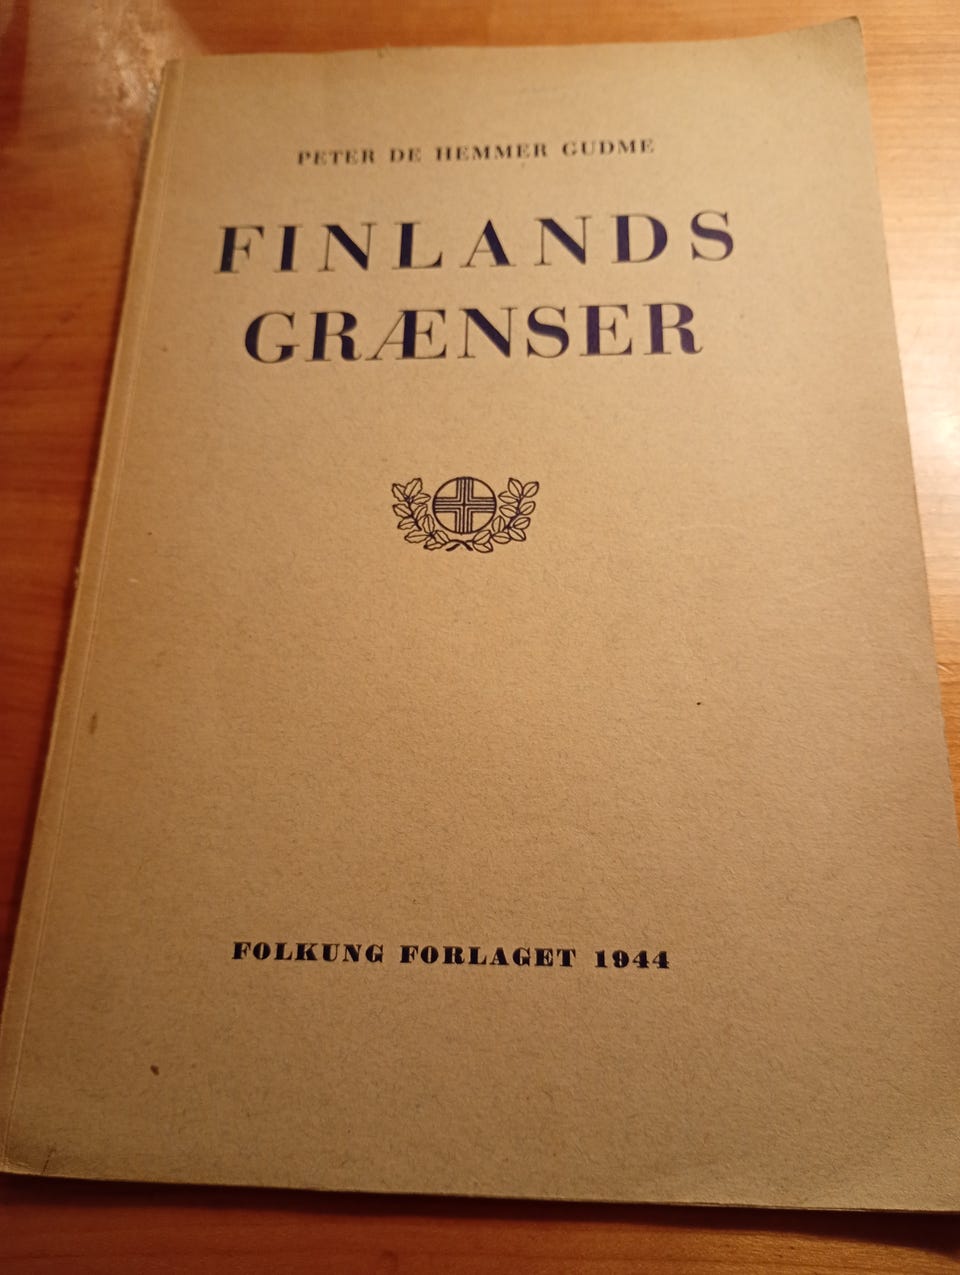 PETER DE HEMMER GUDME
FINLANDS
GRÆNSER
FOLKUNG FORLAGET 1944